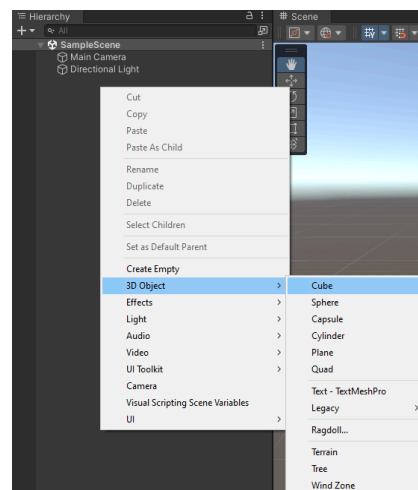 Hierarchy
All
SampleScene
Main Camera
Directional Light
Scene
Cut
Copy
Paste
Paste As Child
Rename
Duplicate
Delete
Select Children
Set as Default Parent
Create Empty
3D Object
Effects
Light
Audio
Video
UI Toolkit
Camera
Visual Scripting Scene Variables
UI
Cube
Sphere
Capsule
Cylinder
Plane
Quad
Text - TextMeshPro
Legacy
Ragdoll...
Terrain
Tree
Wind Zone